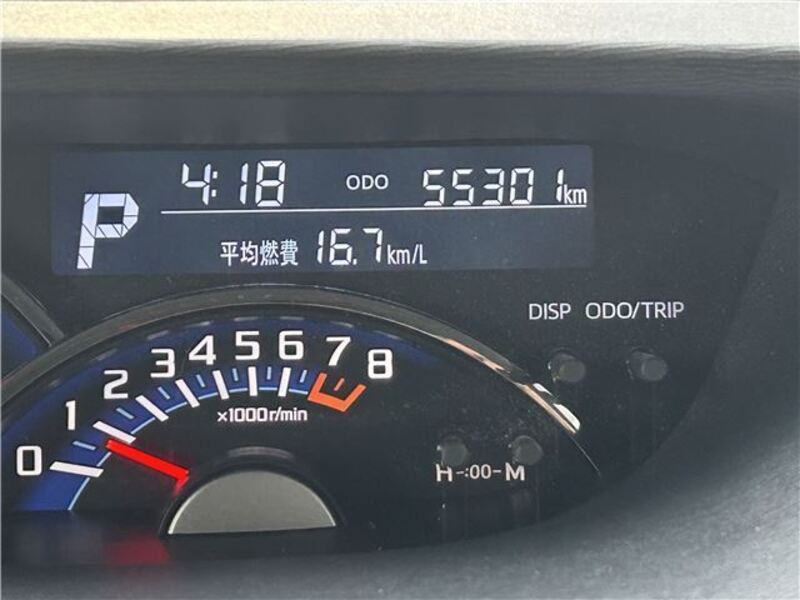 P 4:18 ODO 55301km
平均燃費 16.7km/L
DISP ODO/TRIP
0 1 2 3 4 5 6 7 8
×1000r/min
H-:00-M